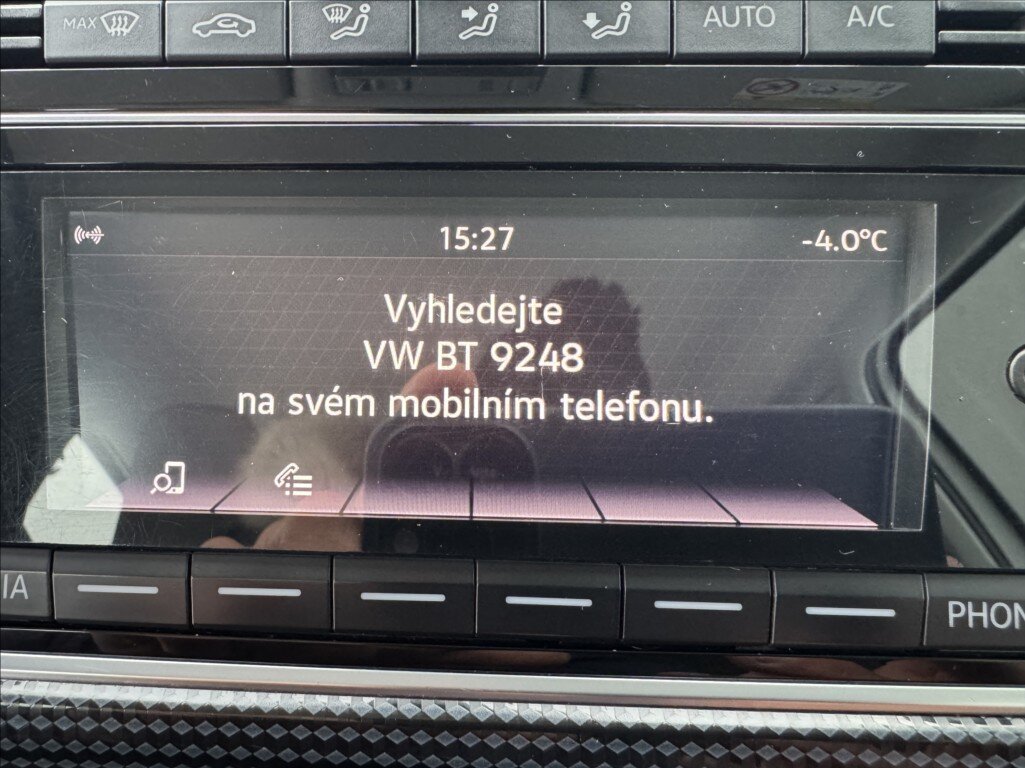 MAX
AUTO
A/C
15:27
-4.0°C
Vyhledejte
VW BT 9248
na svém mobilním telefonu.
IA
PHON